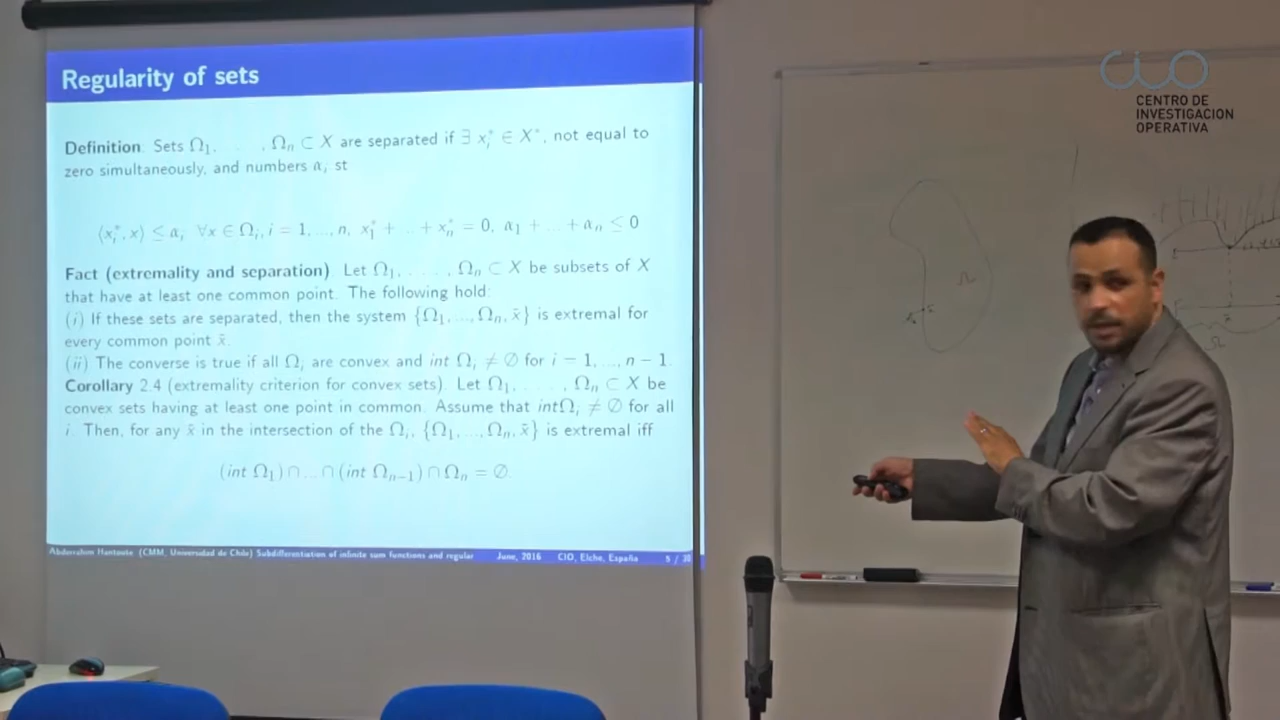 Regularity of sets
Definition. Sets Ω₁, . . . , Ωₙ ⊂ X are separated if ∃ xᵢ* ∈ X*, not equal to
zero simultaneously, and numbers αᵢ st
⟨xᵢ*, x⟩ ≤ αᵢ ∀x ∈ Ωᵢ, i = 1, ..., n, x₁* + ... + xₙ* = 0, α₁ + ... + αₙ ≤ 0
Fact (extremality and separation). Let Ω₁, . . . , Ωₙ ⊂ X be subsets of X
that have at least one common point. The following hold:
(i) If these sets are separated, then the system {Ω₁, ..., Ωₙ, x̄} is extremal for
every common point x̄.
(ii) The converse is true if all Ωᵢ are convex and int Ωᵢ ≠ ∅ for i = 1, ..., n − 1.
Corollary 2.4 (extremality criterion for convex sets). Let Ω₁, . . . , Ωₙ ⊂ X be
convex sets having at least one point in common. Assume that intΩᵢ ≠ ∅ for all
i. Then, for any x̄ in the intersection of the Ωᵢ, {Ω₁, ..., Ωₙ, x̄} is extremal iff
(int Ω₁) ∩ ... ∩ (int Ωₙ₋₁) ∩ Ωₙ = ∅.
Abderrahim Hantoute (CMM, Universidad de Chile) Subdifferentiation of infinite sum functions and regular June, 2016 CIO, Elche, España 5 / 38
CIO
CENTRO DE
INVESTIGACION
OPERATIVA
Ω
Ω